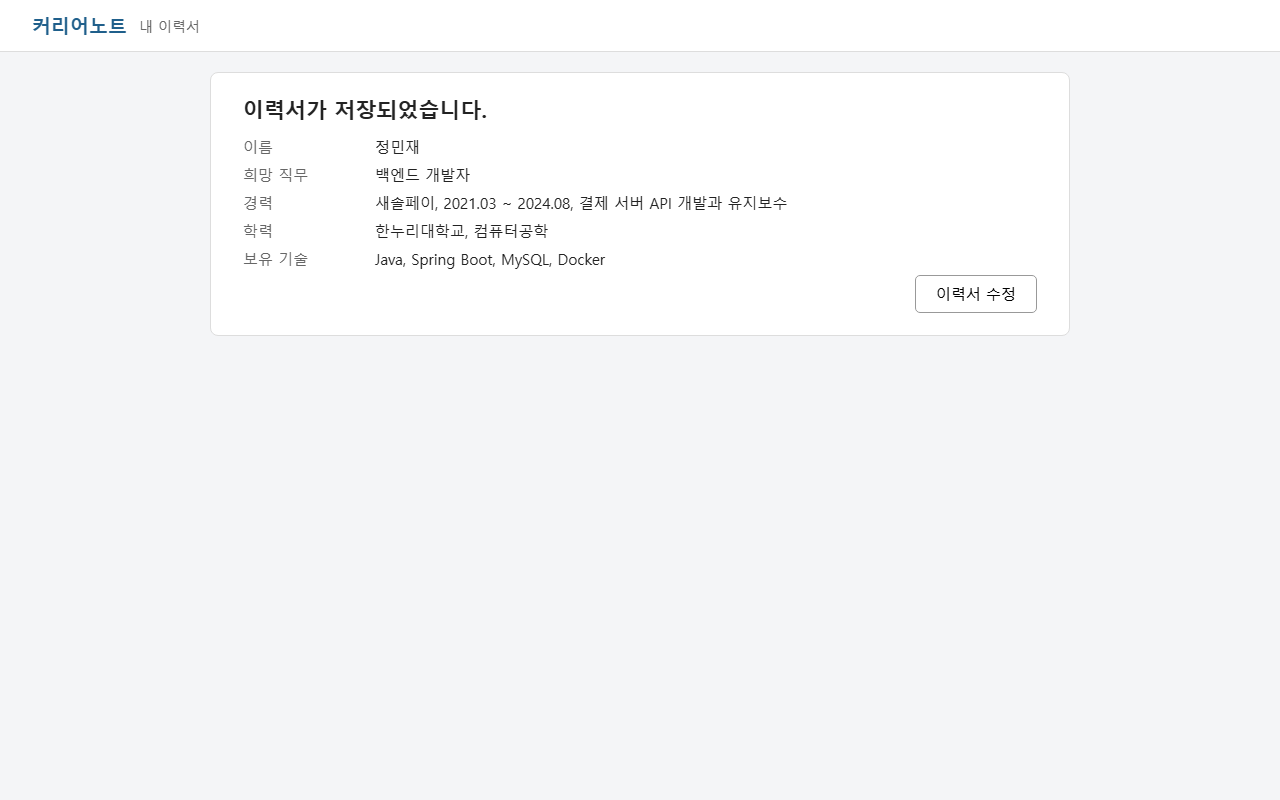 커리어노트 내 이력서
이력서가 저장되었습니다.
이름 정민재
희망 직무 백엔드 개발자
경력 새솔페이, 2021.03 ~ 2024.08, 결제 서버 API 개발과 유지보수
학력 한누리대학교, 컴퓨터공학
보유 기술 Java, Spring Boot, MySQL, Docker
이력서 수정